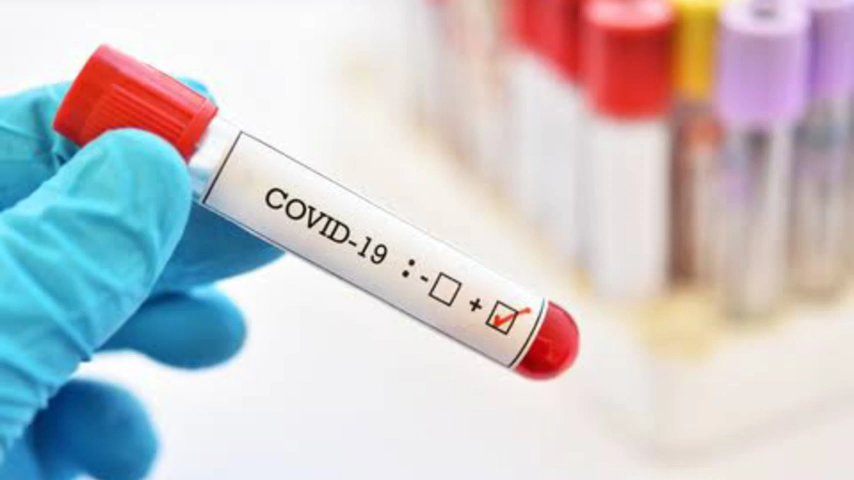 COVID-19 : - ☐ + ☑